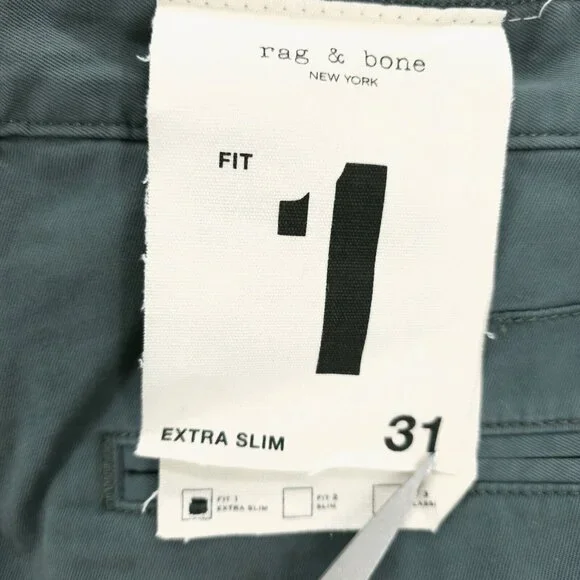 rag & bone
NEW YORK
FIT
1
EXTRA SLIM 31
FIT 1 FIT 2
EXTRA SLIM SLIM